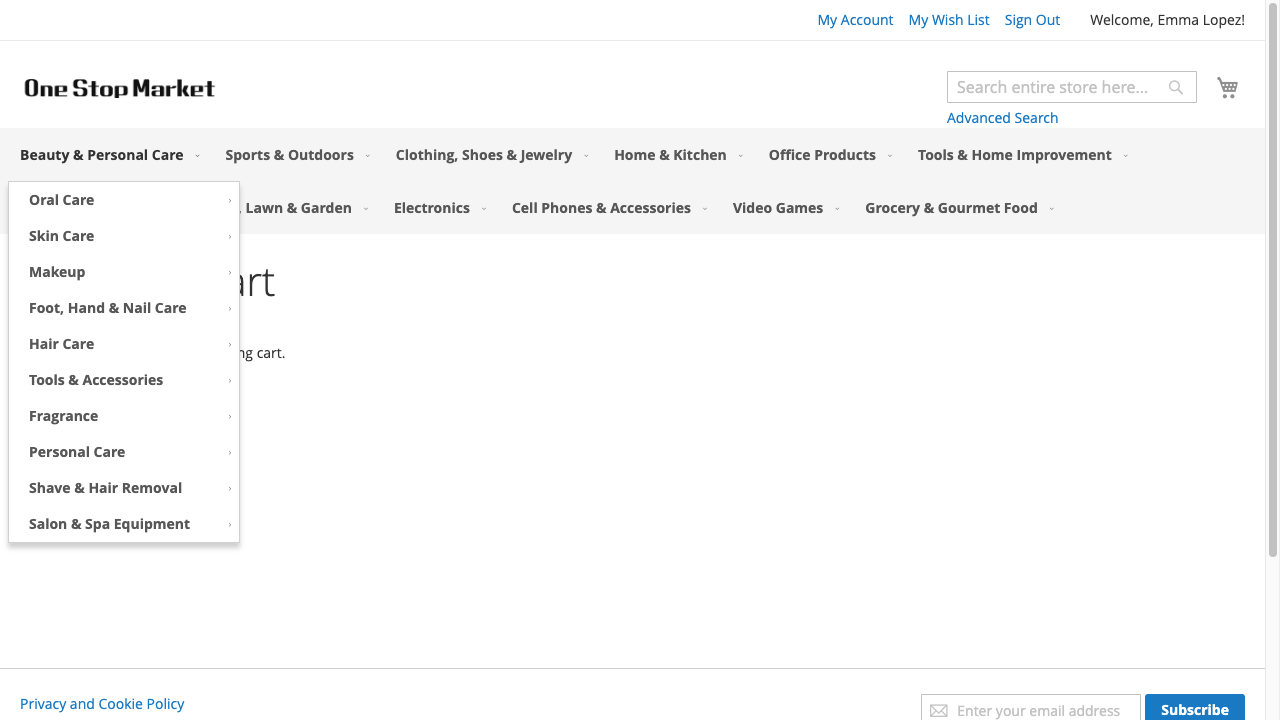 My Account My Wish List Sign Out Welcome, Emma Lopez!
One Stop Market
Search entire store here...
Advanced Search
Beauty & Personal Care Sports & Outdoors Clothing, Shoes & Jewelry Home & Kitchen Office Products Tools & Home Improvement
, Lawn & Garden Electronics Cell Phones & Accessories Video Games Grocery & Gourmet Food
Oral Care
Skin Care
Makeup
Foot, Hand & Nail Care
Hair Care
Tools & Accessories
Fragrance
Personal Care
Shave & Hair Removal
Salon & Spa Equipment
art
ng cart.
Privacy and Cookie Policy
Enter your email address
Subscribe